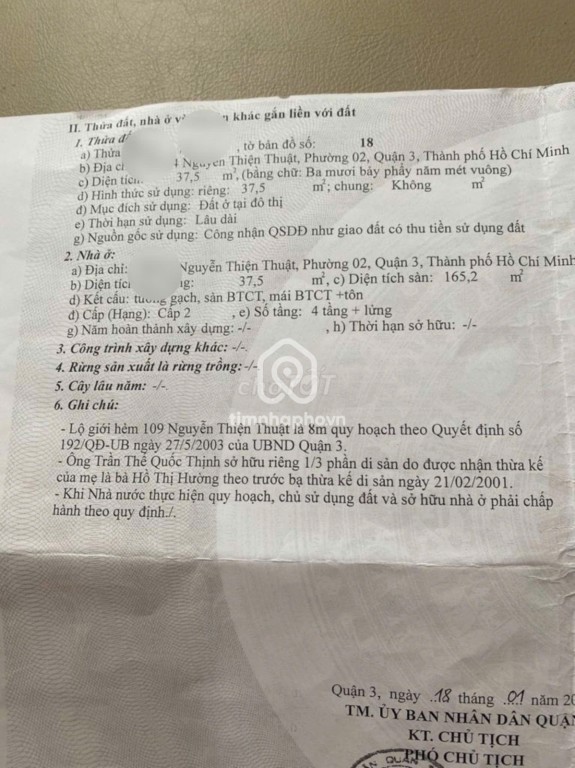 II. Thửa đất, nhà ở v khác gắn liền với đất
1. Thửa đ
a) Thửa , tờ bản đồ số: 18
b) Địa c 4 Nguyễn Thiện Thuật, Phường 02, Quận 3, Thành phố Hồ Chí Minh
c) Diện tíc 37,5 m², (bằng chữ: Ba mươi bảy phẩy năm mét vuông)
d) Hình thức sử dụng: riêng: 37,5 m²; chung: Không m²
đ) Mục đích sử dụng: Đất ở tại đô thị
e) Thời hạn sử dụng: Lâu dài
g) Nguồn gốc sử dụng: Công nhận QSDĐ như giao đất có thu tiền sử dụng đất
2. Nhà ở:
a) Địa chỉ: Nguyễn Thiện Thuật, Phường 02, Quận 3, Thành phố Hồ Chí Minh
b) Diện tíc g: 37,5 m², c) Diện tích sàn: 165,2 m²
d) Kết cấu: tường gạch, sàn BTCT, mái BTCT +tôn
đ) Cấp (Hạng): Cấp 2 , e) Số tầng: 4 tầng + lửng
g) Năm hoàn thành xây dựng: -/- , h) Thời hạn sở hữu: -/-
3. Công trình xây dựng khác: -/-
4. Rừng sản xuất là rừng trồng: -/-
5. Cây lâu năm: -/-
6. Ghi chú:
timnhaphovn
- Lộ giới hẻm 109 Nguyễn Thiện Thuật là 8m quy hoạch theo Quyết định số
192/QĐ-UB ngày 27/5/2003 của UBND Quận 3.
- Ông Trần Thế Quốc Thịnh sở hữu riêng 1/3 phần di sản do được nhận thừa kế
của mẹ là bà Hồ Thị Hường theo trước bạ thừa kế di sản ngày 21/02/2001.
- Khi Nhà nước thực hiện quy hoạch, chủ sử dụng đất và sở hữu nhà ở phải chấp
hành theo quy định./.
Quận 3, ngày .18 tháng .01 năm 20
TM. ỦY BAN NHÂN DÂN QUẬN
KT. CHỦ TỊCH
PHÓ CHỦ TỊCH